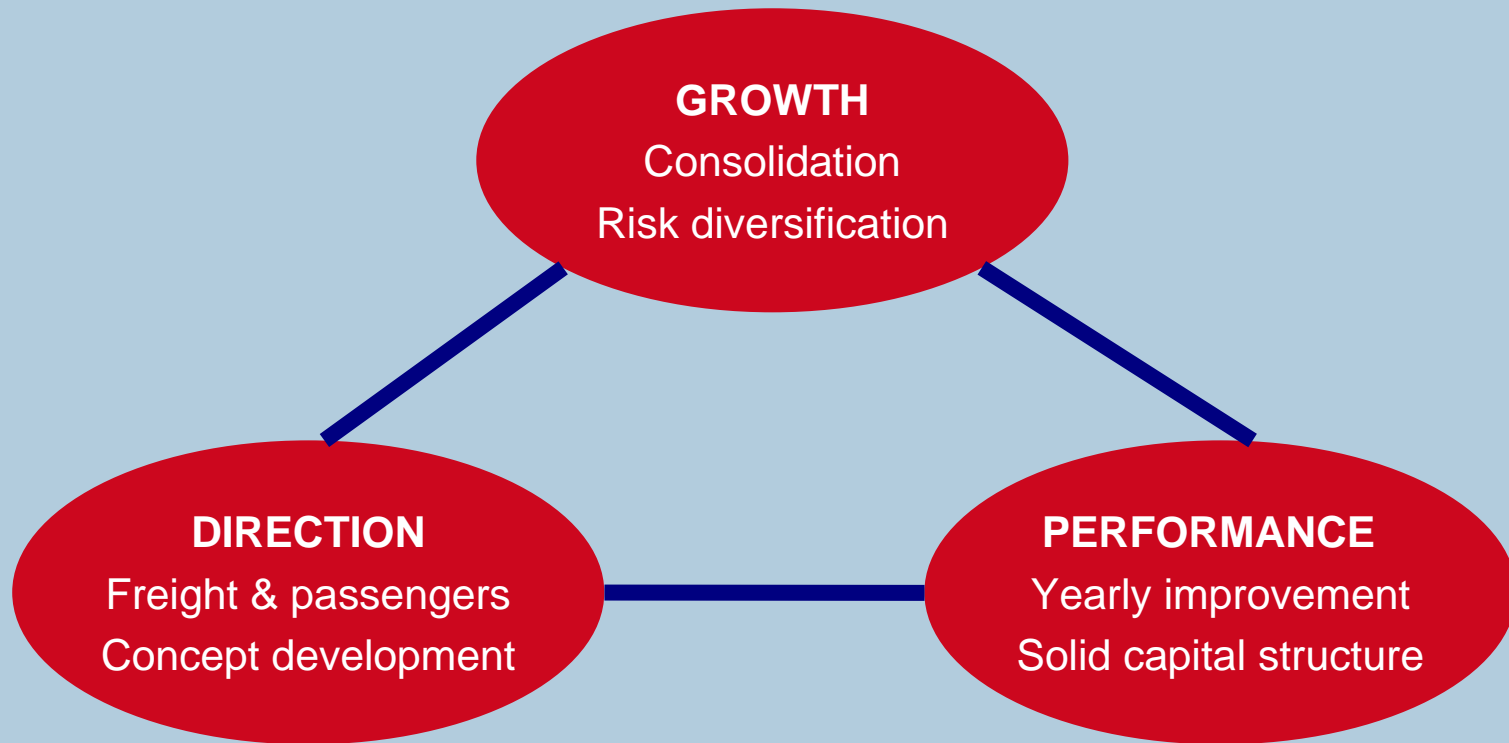 GROWTH
Consolidation
Risk diversification
DIRECTION
Freight & passengers
Concept development
PERFORMANCE
Yearly improvement
Solid capital structure